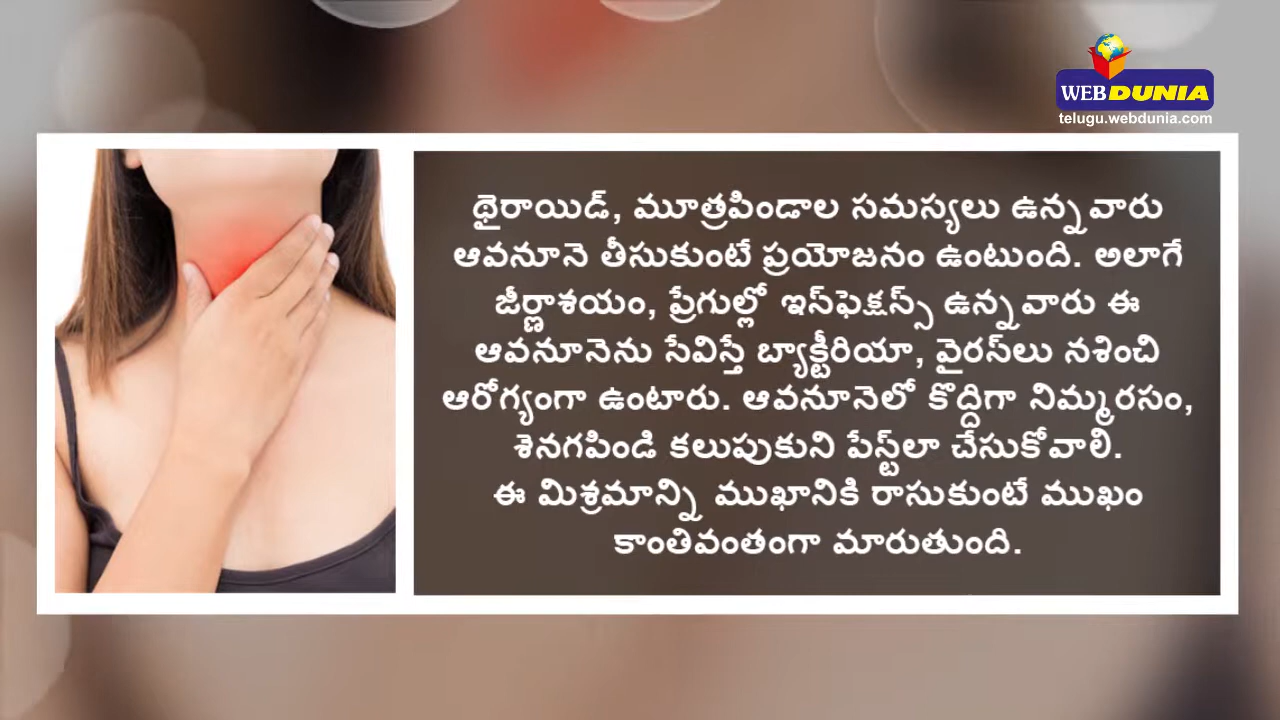 WEBDUNIA
telugu.webdunia.com
థైరాయిడ్, మూత్రపిండాల సమస్యలు ఉన్నవారు
ఆవనూనె తీసుకుంటే ప్రయోజనం ఉంటుంది. అలాగే
జీర్ణాశయం, ప్రేగుల్లో ఇన్‌ఫెక్షన్స్ ఉన్నవారు ఈ
ఆవనూనెను సేవిస్తే బ్యాక్టీరియా, వైరస్‌లు నశించి
ఆరోగ్యంగా ఉంటారు. ఆవనూనెలో కొద్దిగా నిమ్మరసం,
శెనగపిండి కలుపుకుని పేస్ట్‌లా చేసుకోవాలి.
ఈ మిశ్రమాన్ని ముఖానికి రాసుకుంటే ముఖం
కాంతివంతంగా మారుతుంది.